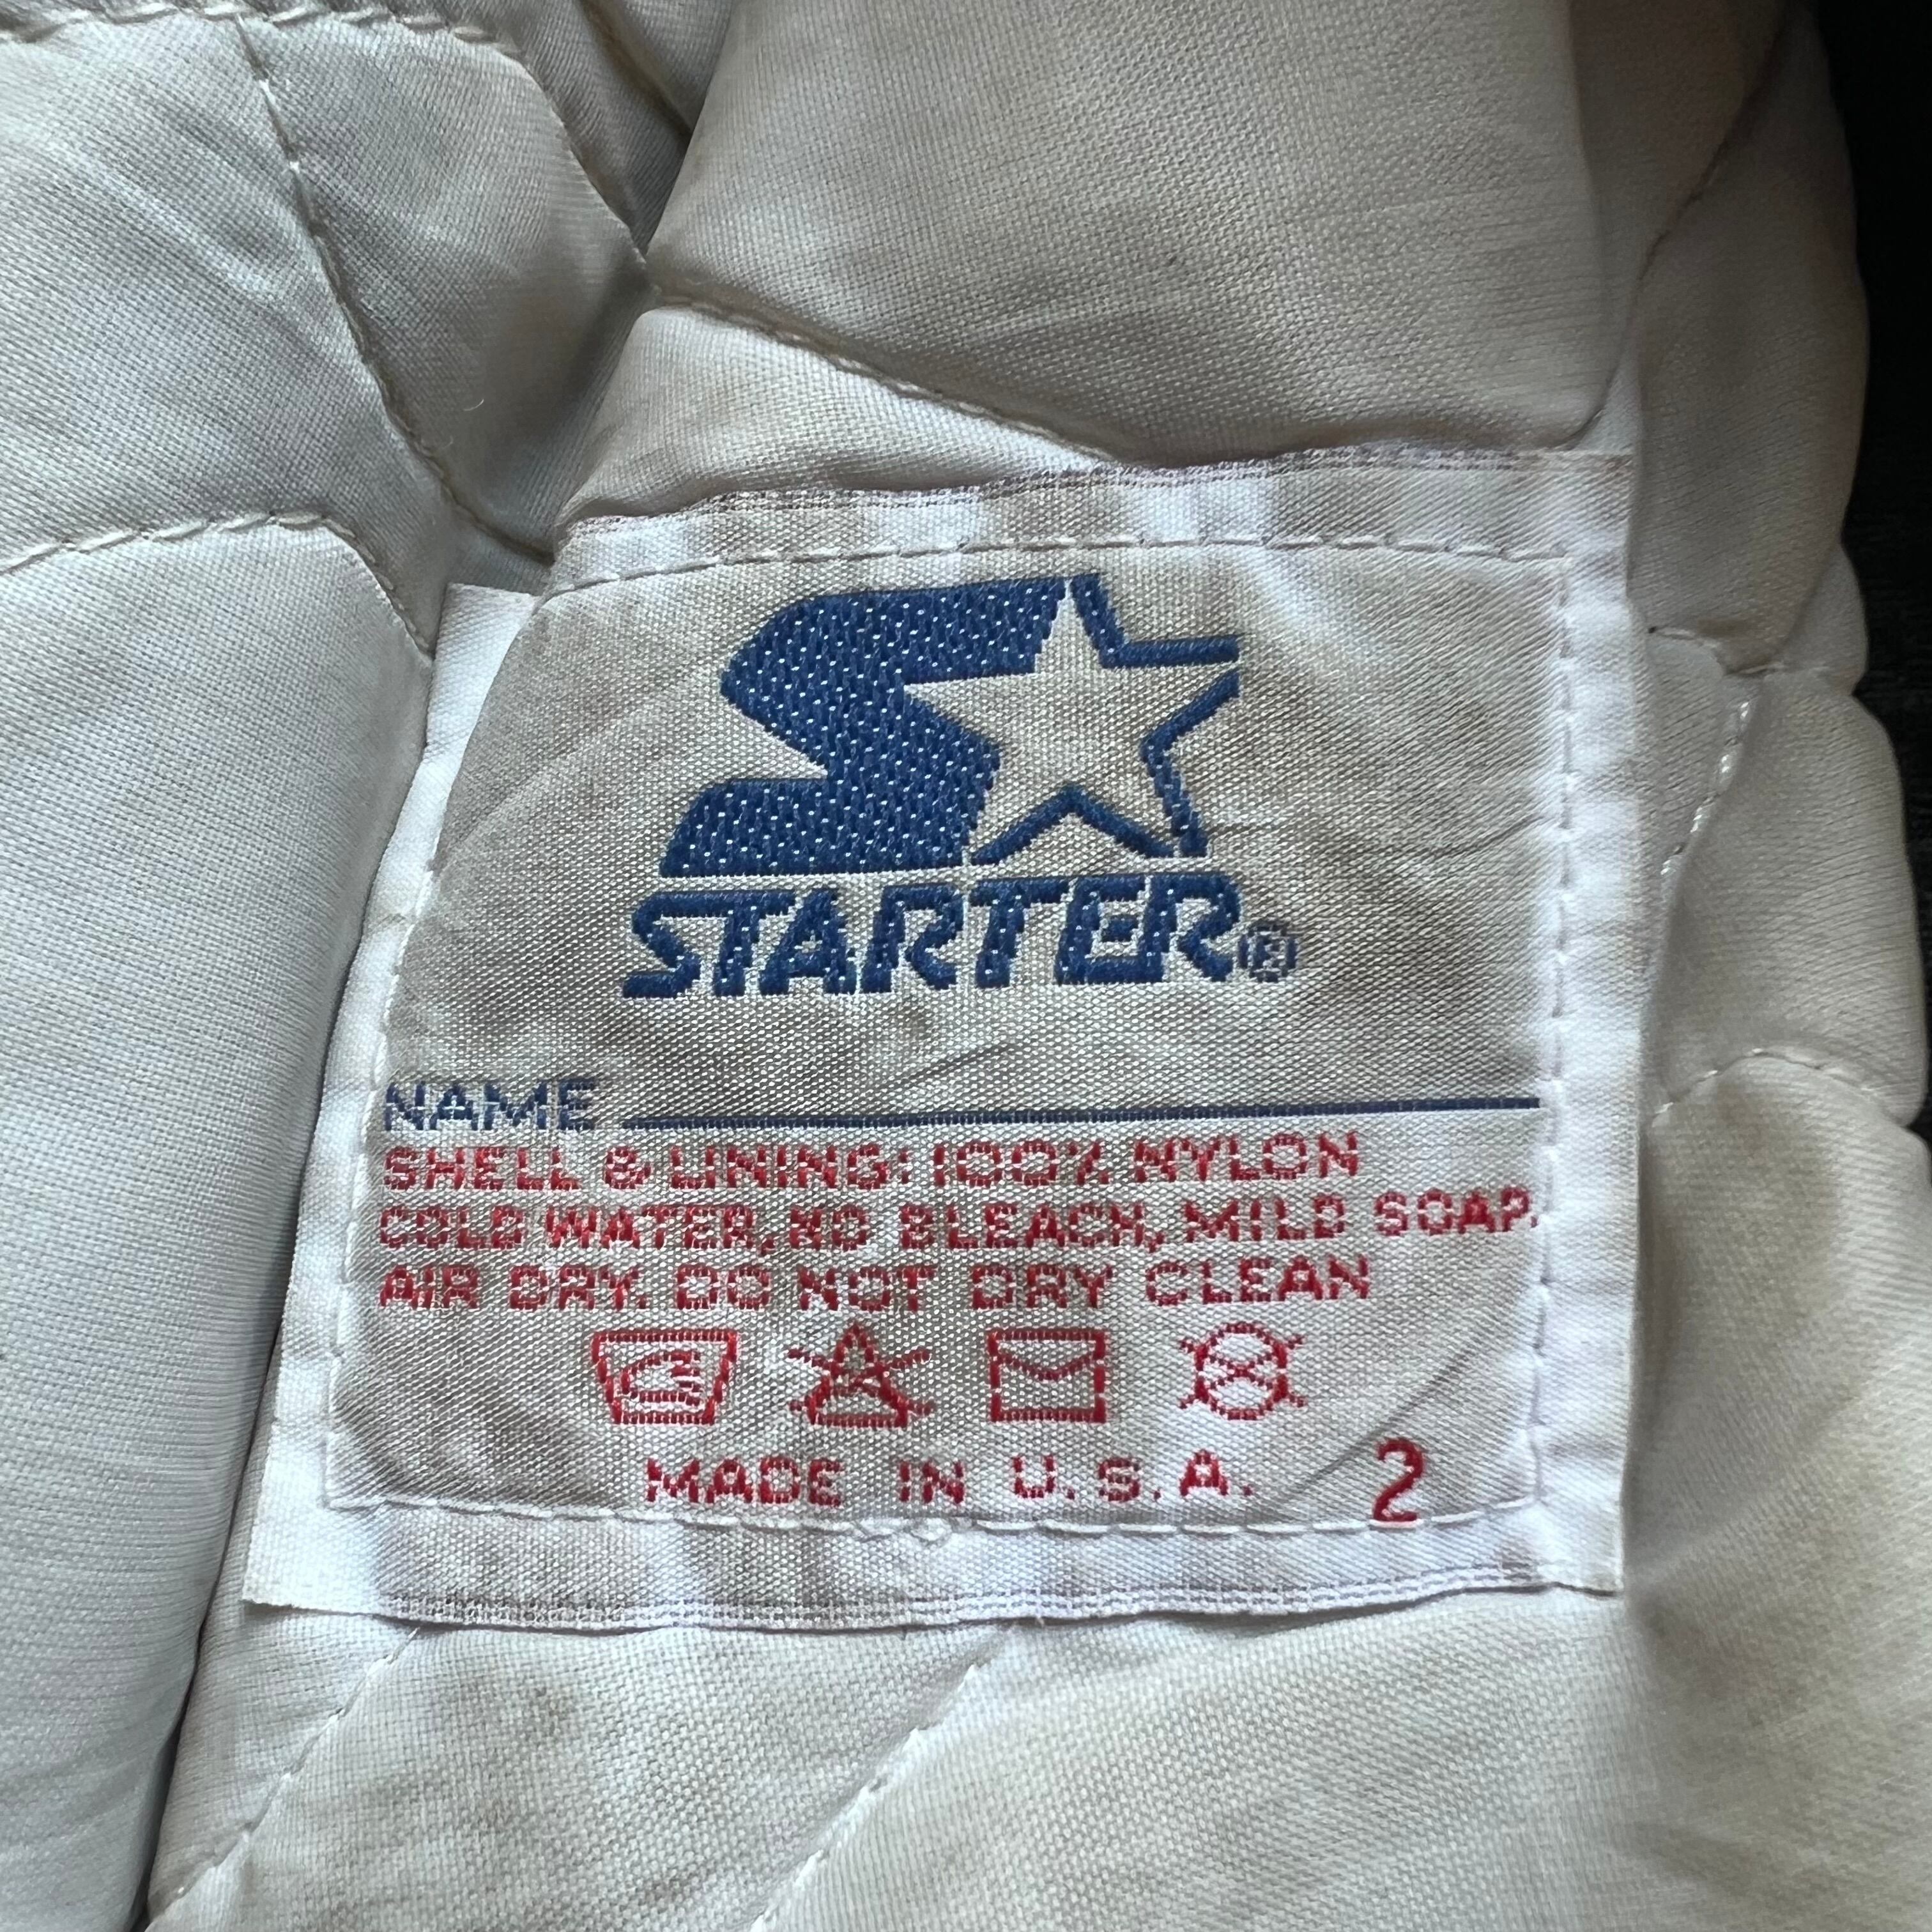 STARTER®
NAME
SHELL & LINING: 100% NYLON
COLD WATER, NO BLEACH, MILD SOAP.
AIR DRY. DO NOT DRY CLEAN
MADE IN U.S.A. 2